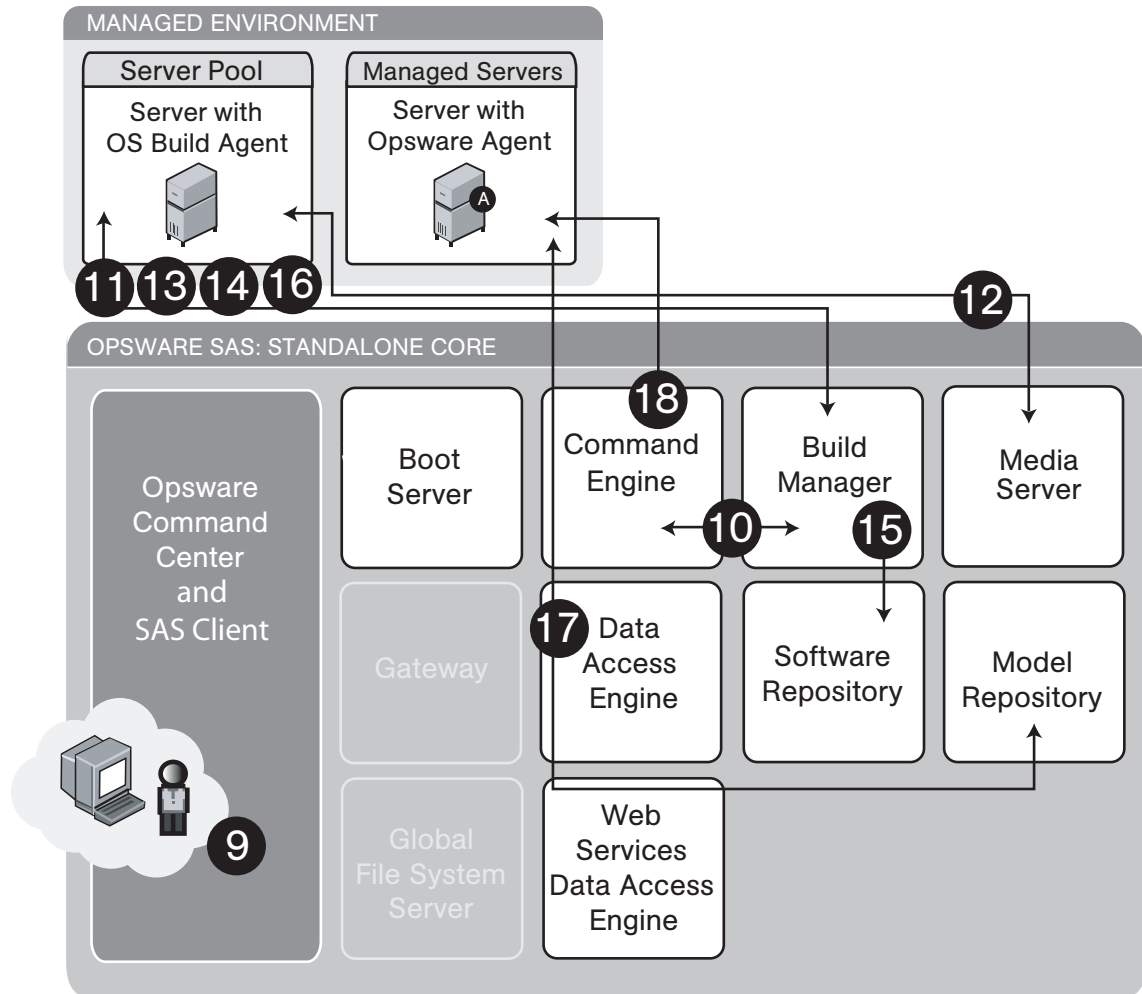 MANAGED ENVIRONMENT
Server Pool
Server with
OS Build Agent
Managed Servers
Server with
Opsware Agent
A
11
13
14
16
12
OPSWARE SAS: STANDALONE CORE
Opsware
Command
Center
and
SAS Client
9
Boot
Server
18
Command
Engine
10
Build
Manager
15
Media
Server
Gateway
17
Data
Access
Engine
Software
Repository
Model
Repository
Global
File System
Server
Web
Services
Data Access
Engine